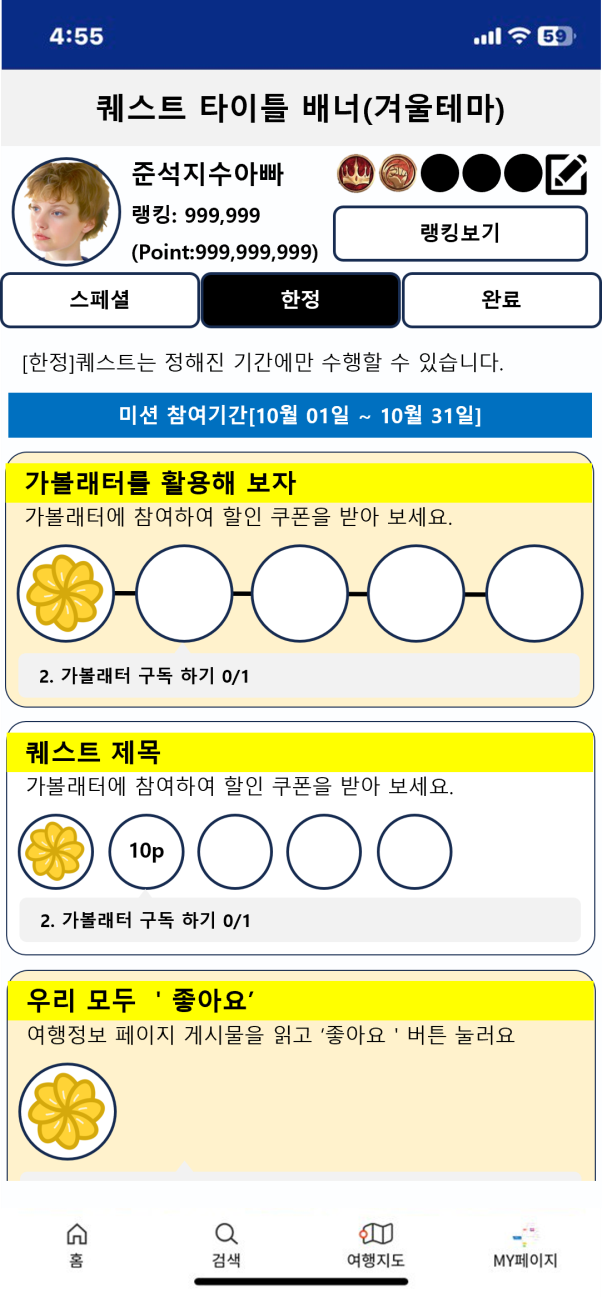 4:55
59
퀘스트 타이틀 배너(겨울테마)
준석지수아빠
랭킹: 999,999
(Point:999,999,999)
랭킹보기
스페셜 한정 완료
[한정]퀘스트는 정해진 기간에만 수행할 수 있습니다.
미션 참여기간[10월 01일 ~ 10월 31일]
가볼래터를 활용해 보자
가볼래터에 참여하여 할인 쿠폰을 받아 보세요.
2. 가볼래터 구독 하기 0/1
퀘스트 제목
가볼래터에 참여하여 할인 쿠폰을 받아 보세요.
10p
2. 가볼래터 구독 하기 0/1
우리 모두 ' 좋아요’
여행정보 페이지 게시물을 읽고 ‘좋아요 ' 버튼 눌러요
홈 검색 여행지도 MY페이지